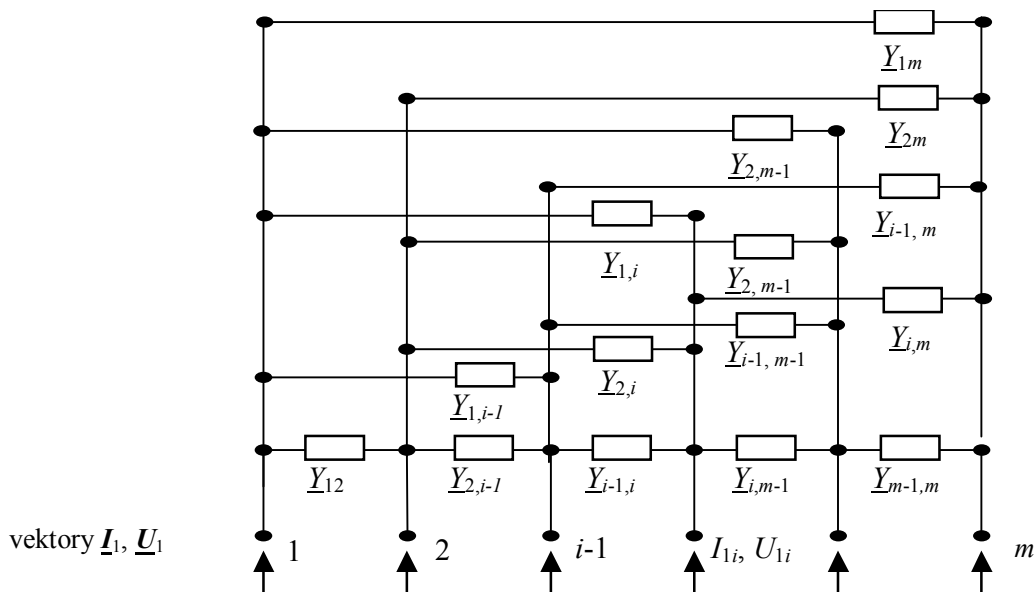 Y1m
Y2m
Y2,m-1
Yi-1, m
Y1,i
Y2, m-1
Yi,m
Yi-1, m-1
Y2,i
Y1,i-1
Y12
Y2,i-1
Yi-1,i
Yi,m-1
Ym-1,m
vektory I1, U1
1
2
i-1
I1i, U1i
m